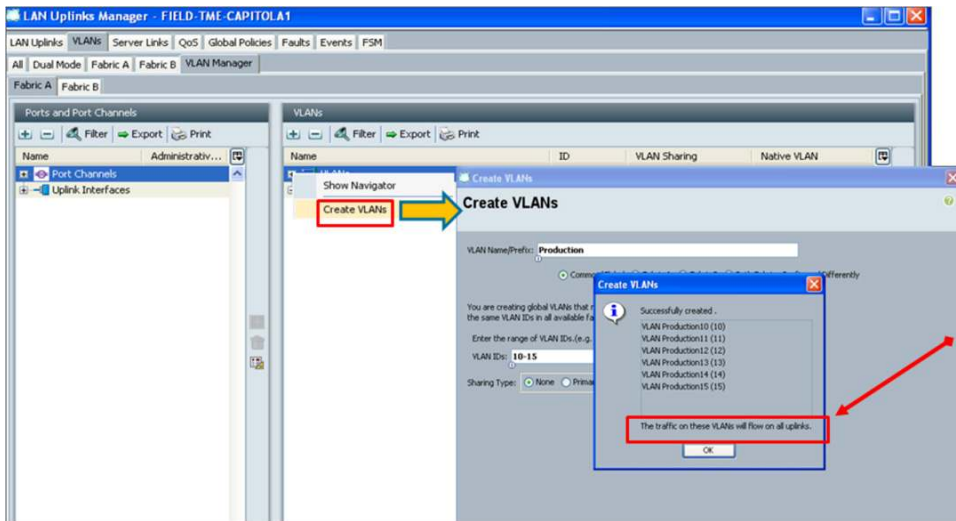 LAN Uplinks Manager - FIELD-TME-CAPITOLA1
LAN Uplinks VLANs Server Links QoS Global Policies Faults Events FSM
All Dual Mode Fabric A Fabric B VLAN Manager
Fabric A Fabric B
Ports and Port Channels
Filter Export Print
Name Administrativ...
Port Channels
Uplink Interfaces
VLANs
Filter Export Print
Name ID VLAN Sharing Native VLAN
VLANs
Show Navigator
Create VLANs
Create VLANs
Create VLANs
VLAN Name/Prefix: Production
Differently
You are creating global VLANs that
the same VLAN IDs in all available
Enter the range of VLAN IDs.(e.g.
VLAN IDs: 10-15
Sharing Type: None
Create VLANs
Successfully created .
VLAN Production10 (10)
VLAN Production11 (11)
VLAN Production12 (12)
VLAN Production13 (13)
VLAN Production14 (14)
VLAN Production15 (15)
The traffic on these VLANs will flow on all uplinks.
OK